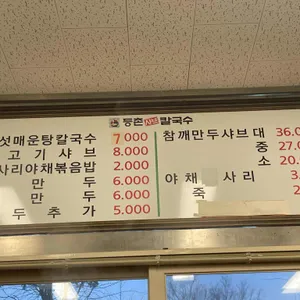 등촌 샤브 칼국수
섯매운탕칼국수 7000
고기샤브 8.000
사리야채볶음밥 2.000
만두 6.000
만두 6.000
두추가 5.000
참깨만두샤브대 36.0
중 27.0
소 20.
야채 사리 3.
죽 2